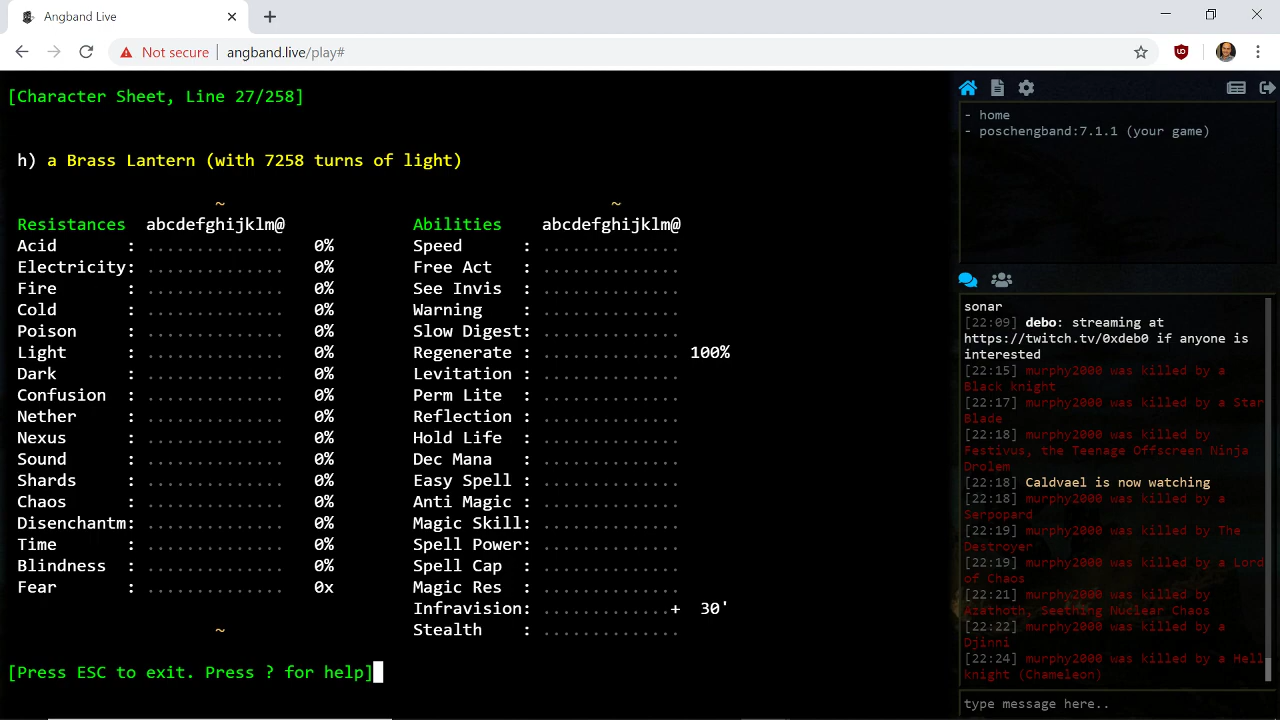 Angband Live
Not secure angband.live/play#
[Character Sheet, Line 27/258]
h) a Brass Lantern (with 7258 turns of light)
~ ~
Resistances abcdefghijklm@ Abilities abcdefghijklm@
Acid : .............. 0% Speed : ..............
Electricity: .............. 0% Free Act : ..............
Fire : .............. 0% See Invis : ..............
Cold : .............. 0% Warning : ..............
Poison : .............. 0% Slow Digest: ..............
Light : .............. 0% Regenerate : .............. 100%
Dark : .............. 0% Levitation : ..............
Confusion : .............. 0% Perm Lite : ..............
Nether : .............. 0% Reflection : ..............
Nexus : .............. 0% Hold Life : ..............
Sound : .............. 0% Dec Mana : ..............
Shards : .............. 0% Easy Spell : ..............
Chaos : .............. 0% Anti Magic : ..............
Disenchantm: .............. 0% Magic Skill: ..............
Time : .............. 0% Spell Power: ..............
Blindness : .............. 0% Spell Cap : ..............
Fear : .............. 0x Magic Res : ..............
Infravision: .............+ 30'
~ Stealth : ..............
[Press ESC to exit. Press ? for help]
- home
- poschengband:7.1.1 (your game)
sonar
[22:09] debo: streaming at
https://twitch.tv/0xdeb0 if anyone is
interested
[22:15] murphy2000 was killed by a
Black knight
[22:17] murphy2000 was killed by a Star
Blade
[22:18] murphy2000 was killed by
Festivus, the Teenage Offscreen Ninja
Drolem
[22:18] Caldvael is now watching
[22:18] murphy2000 was killed by a
Serpopard
[22:19] murphy2000 was killed by The
Destroyer
[22:19] murphy2000 was killed by a Lord
of Chaos
[22:21] murphy2000 was killed by
Azathoth, Seething Nuclear Chaos
[22:22] murphy2000 was killed by a
Djinni
[22:24] murphy2000 was killed by a Hell
knight (Chameleon)
type message here..